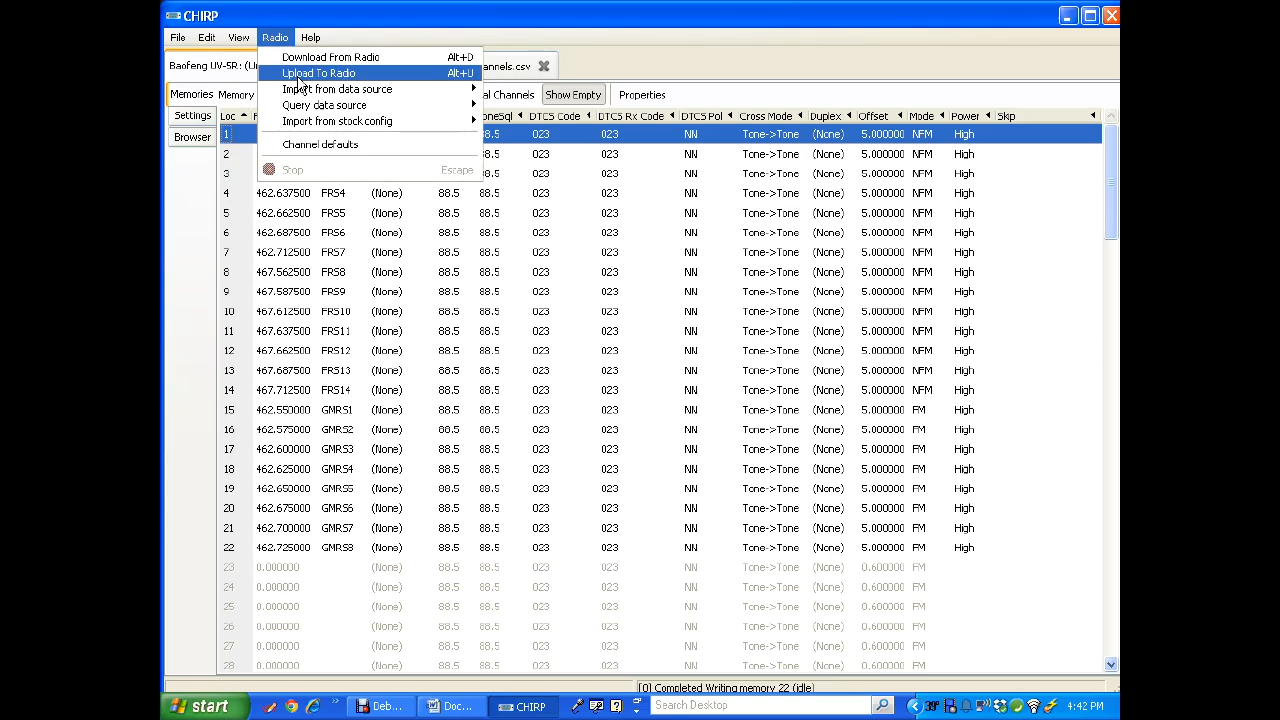 CHIRP
File Edit View Radio Help
Download From Radio Alt+D
Baofeng UV-5R: (Ur nnels.csv
Upload To Radio Alt+U
Import from data source
Memories Memory al Channels Show Empty Properties
Query data source
Settings Loc oneSql DTCS Code DTCS Rx Code DTCS Pol Cross Mode Duplex Offset Mode Power Skip
Import from stock config
Browser 1 88.5 023 023 NN Tone->Tone (None) 5.000000 NFM High
Channel defaults
2 88.5 023 023 NN Tone->Tone (None) 5.000000 NFM High
Stop Escape
3 88.5 023 023 NN Tone->Tone (None) 5.000000 NFM High
4 462.637500 FRS4 (None) 88.5 88.5 023 023 NN Tone->Tone (None) 5.000000 NFM High
5 462.662500 FRS5 (None) 88.5 88.5 023 023 NN Tone->Tone (None) 5.000000 NFM High
6 462.687500 FRS6 (None) 88.5 88.5 023 023 NN Tone->Tone (None) 5.000000 NFM High
7 462.712500 FRS7 (None) 88.5 88.5 023 023 NN Tone->Tone (None) 5.000000 NFM High
8 467.562500 FRS8 (None) 88.5 88.5 023 023 NN Tone->Tone (None) 5.000000 NFM High
9 467.587500 FRS9 (None) 88.5 88.5 023 023 NN Tone->Tone (None) 5.000000 NFM High
10 467.612500 FRS10 (None) 88.5 88.5 023 023 NN Tone->Tone (None) 5.000000 NFM High
11 467.637500 FRS11 (None) 88.5 88.5 023 023 NN Tone->Tone (None) 5.000000 NFM High
12 467.662500 FRS12 (None) 88.5 88.5 023 023 NN Tone->Tone (None) 5.000000 NFM High
13 467.687500 FRS13 (None) 88.5 88.5 023 023 NN Tone->Tone (None) 5.000000 NFM High
14 467.712500 FRS14 (None) 88.5 88.5 023 023 NN Tone->Tone (None) 5.000000 NFM High
15 462.550000 GMRS1 (None) 88.5 88.5 023 023 NN Tone->Tone (None) 5.000000 FM High
16 462.575000 GMRS2 (None) 88.5 88.5 023 023 NN Tone->Tone (None) 5.000000 FM High
17 462.600000 GMRS3 (None) 88.5 88.5 023 023 NN Tone->Tone (None) 5.000000 FM High
18 462.625000 GMRS4 (None) 88.5 88.5 023 023 NN Tone->Tone (None) 5.000000 FM High
19 462.650000 GMRS5 (None) 88.5 88.5 023 023 NN Tone->Tone (None) 5.000000 FM High
20 462.675000 GMRS6 (None) 88.5 88.5 023 023 NN Tone->Tone (None) 5.000000 FM High
21 462.700000 GMRS7 (None) 88.5 88.5 023 023 NN Tone->Tone (None) 5.000000 FM High
22 462.725000 GMRS8 (None) 88.5 88.5 023 023 NN Tone->Tone (None) 5.000000 FM High
23 0.000000 (None) 88.5 88.5 023 023 NN Tone->Tone (None) 0.600000 FM
24 0.000000 (None) 88.5 88.5 023 023 NN Tone->Tone (None) 0.600000 FM
25 0.000000 (None) 88.5 88.5 023 023 NN Tone->Tone (None) 0.600000 FM
26 0.000000 (None) 88.5 88.5 023 023 NN Tone->Tone (None) 0.600000 FM
27 0.000000 (None) 88.5 88.5 023 023 NN Tone->Tone (None) 0.600000 FM
28 0.000000 (None) 88.5 88.5 023 023 NN Tone->Tone (None) 0.600000 FM
[0] Completed Writing memory 22 (idle)
start Deb... Doc... CHIRP Search Desktop 39° 4:42 PM